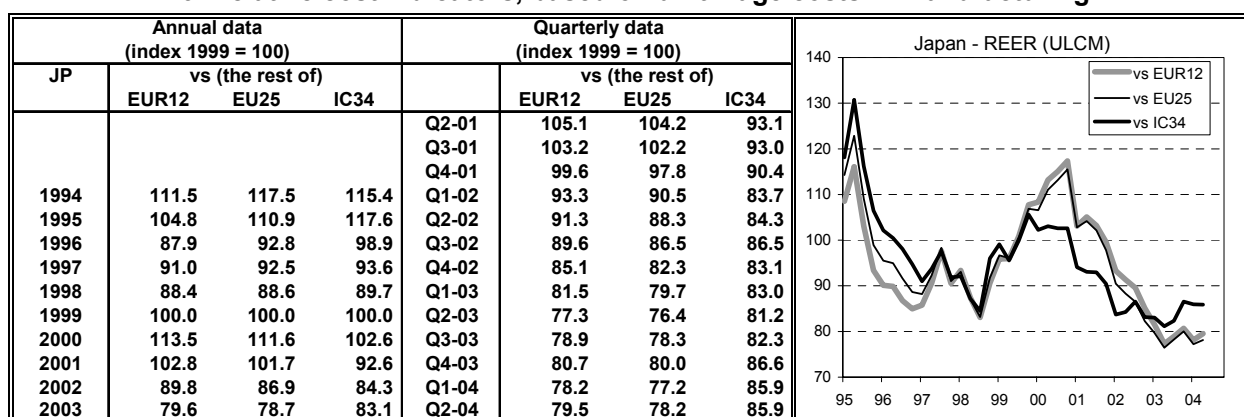 Annual data Quarterly data
(index 1999 = 100) (index 1999 = 100)
JP vs (the rest of) vs (the rest of)
EUR12 EU25 IC34 EUR12 EU25 IC34
Q2-01 105.1 104.2 93.1
Q3-01 103.2 102.2 93.0
Q4-01 99.6 97.8 90.4
1994 111.5 117.5 115.4 Q1-02 93.3 90.5 83.7
1995 104.8 110.9 117.6 Q2-02 91.3 88.3 84.3
1996 87.9 92.8 98.9 Q3-02 89.6 86.5 86.5
1997 91.0 92.5 93.6 Q4-02 85.1 82.3 83.1
1998 88.4 88.6 89.7 Q1-03 81.5 79.7 83.0
1999 100.0 100.0 100.0 Q2-03 77.3 76.4 81.2
2000 113.5 111.6 102.6 Q3-03 78.9 78.3 82.3
2001 102.8 101.7 92.6 Q4-03 80.7 80.0 86.6
2002 89.8 86.9 84.3 Q1-04 78.2 77.2 85.9
2003 79.6 78.7 83.1 Q2-04 79.5 78.2 85.9
Japan - REER (ULCM)
vs EUR12
vs EU25
vs IC34
140
130
120
110
100
90
80
70
95 96 97 98 99 00 01 02 03 04